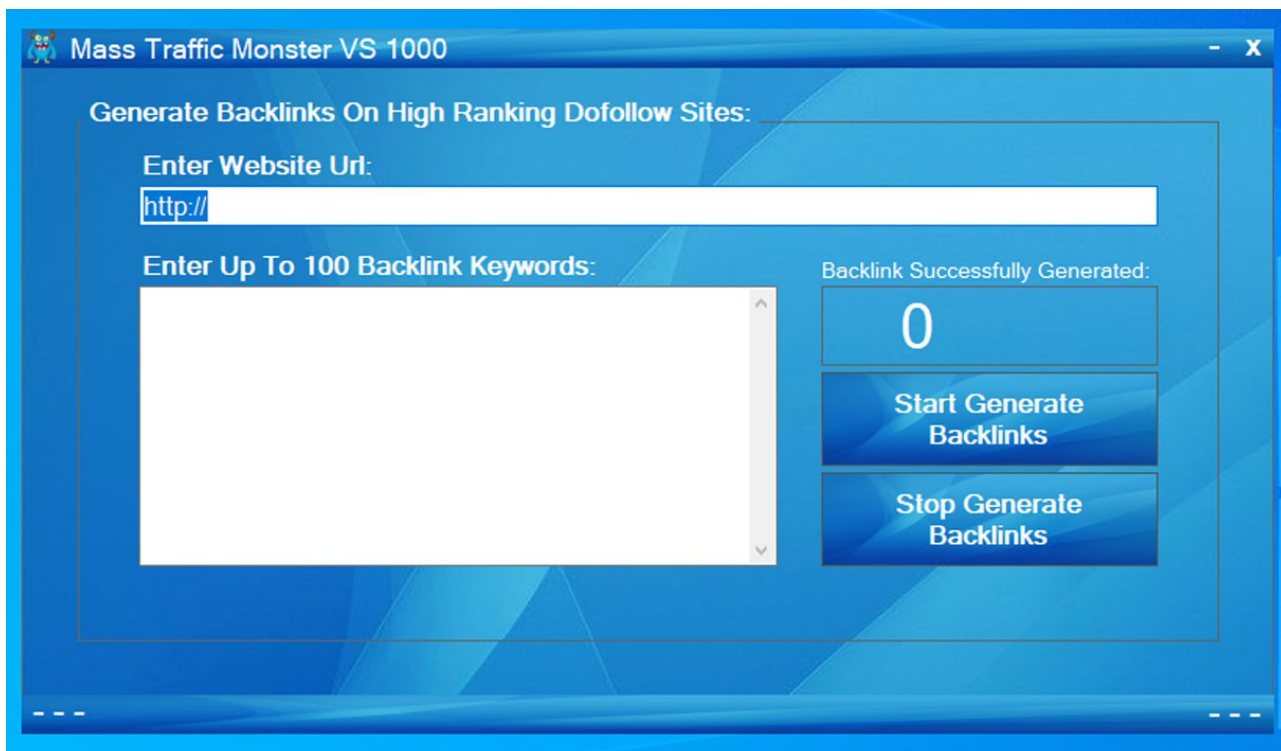 Mass Traffic Monster VS 1000
- x
Generate Backlinks On High Ranking Dofollow Sites:
Enter Website Url:
http://
Enter Up To 100 Backlink Keywords:
Backlink Successfully Generated:
0
Start Generate
Backlinks
Stop Generate
Backlinks
- - -
- - -